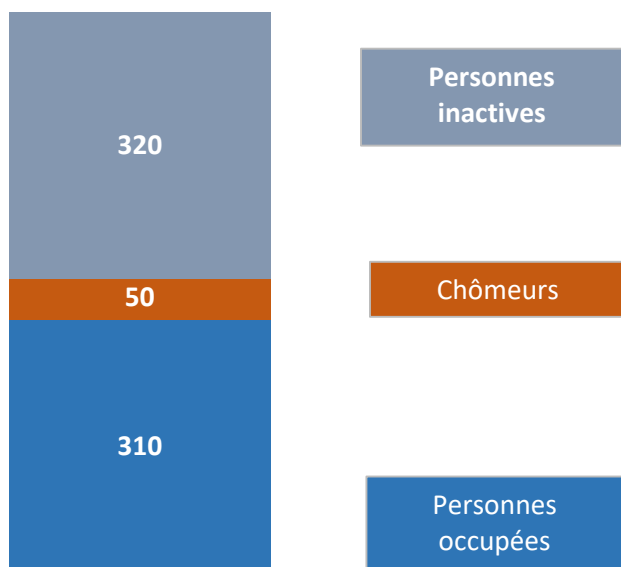 320
Personnes
inactives
50
Chômeurs
310
Personnes
occupées